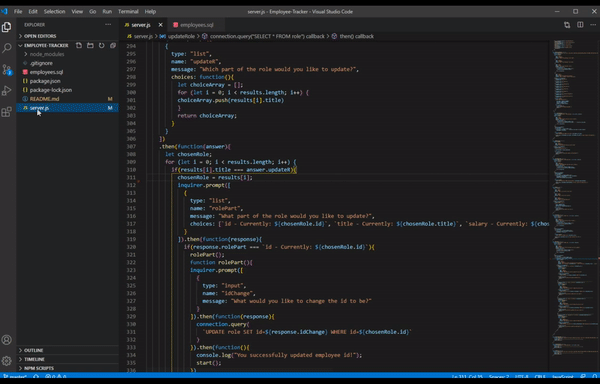 File Edit Selection View Go Run Terminal Help
server.js - Employee-Tracker - Visual Studio Code
EXPLORER
OPEN EDITORS
EMPLOYEE-TRACKER
node_modules
.gitignore
employees.sql
package.json
package-lock.json
README.md M
server.js M
OUTLINE
TIMELINE
NPM SCRIPTS
server.js
employees.sql
server.js > updateRole > connection.query("SELECT * FROM role") callback > then() callback
294 {
295 type: "list",
296 name: "updateR",
297 message: "Which part of the role would you like to update?",
298 choices: function(){
299 let choiceArray = [];
300 for (let i = 0; i < results.length; i++) {
301 choiceArray.push(results[i].title)
302 }
303 return choiceArray;
304 }
305 }
306 ])
307 .then(function(answer){
308 let chosenRole;
309 for (let i = 0; i < results.length; i++) {
310 if(results[i].title === answer.updateR){
311 chosenRole = results[i];
312 inquirer.prompt([
313 {
314 type: "list",
315 name: "rolePart",
316 message: "What part of the role would you like to update?",
317 choices: [`id - Currently: ${chosenRole.id}`, `title - Currently: ${chosenRole.title}`, `salary - Currently: ${chos
318 }
319 ]).then(function(response){
320 if(response.rolePart === `id - Currently: ${chosenRole.id}`){
321 rolePart();
322 function rolePart(){
323 inquirer.prompt([
324 {
325 type: "input",
326 name: "idChange",
327 message: "What would you like to change the id to be?"
328 }
329 ]).then(function(response){
330 connection.query(
331 `UPDATE role SET id=${response.idChange} WHERE id=${chosenRole.id}`
332 )}).then(function(){
333 console.log("You successfully updated employee id!");
334 start();
335 })